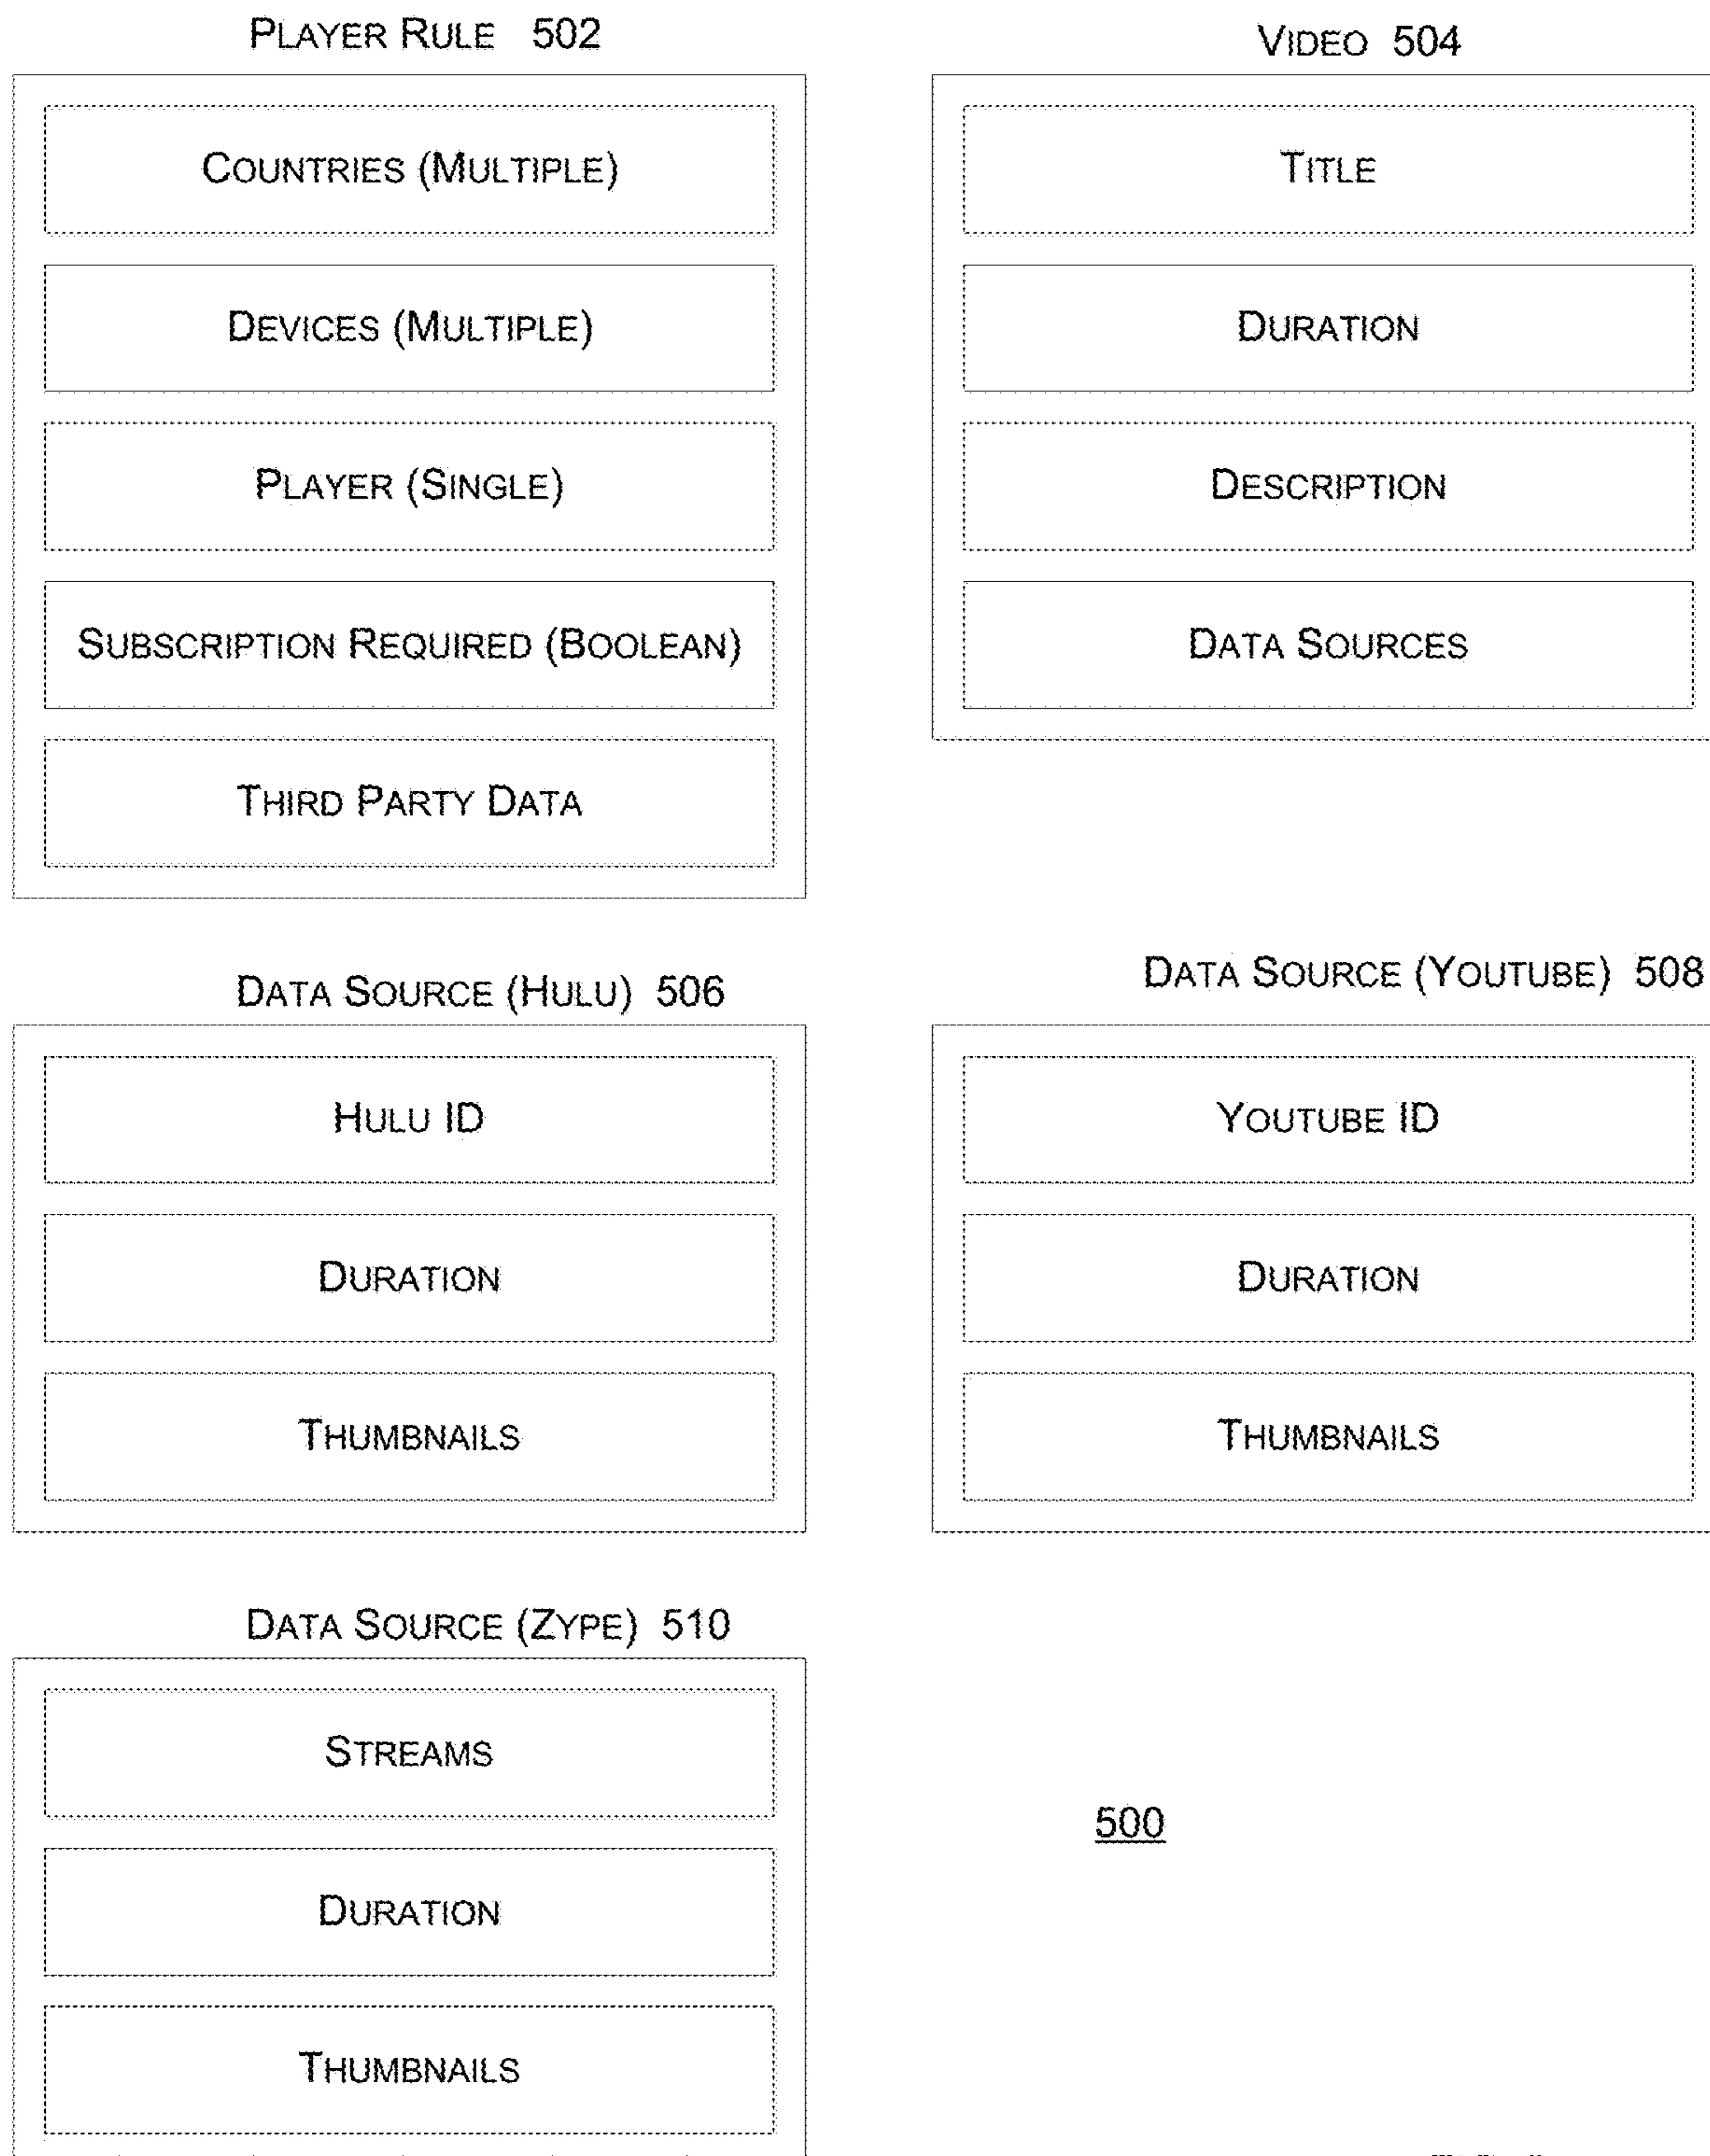 PLAYER RULE 502
COUNTRIES (MULTIPLE)
DEVICES (MULTIPLE)
PLAYER (SINGLE)
SUBSCRIPTION REQUIRED (BOOLEAN)
THIRD PARTY DATA
VIDEO 504
TITLE
DURATION
DESCRIPTION
DATA SOURCES
DATA SOURCE (HULU) 506
HULU ID
DURATION
THUMBNAILS
DATA SOURCE (YOUTUBE) 508
YOUTUBE ID
DURATION
THUMBNAILS
DATA SOURCE (ZYPE) 510
STREAMS
DURATION
THUMBNAILS
500